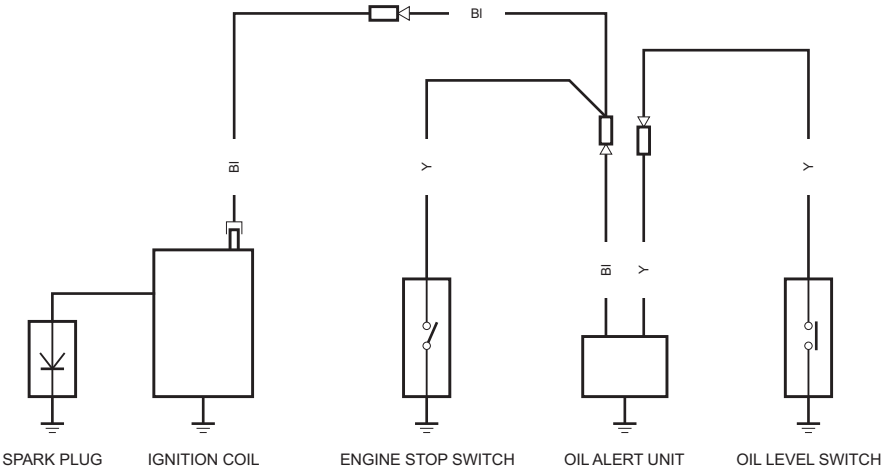 Bl
Bl
Y
Y
Bl
Y
SPARK PLUG
IGNITION COIL
ENGINE STOP SWITCH
OIL ALERT UNIT
OIL LEVEL SWITCH